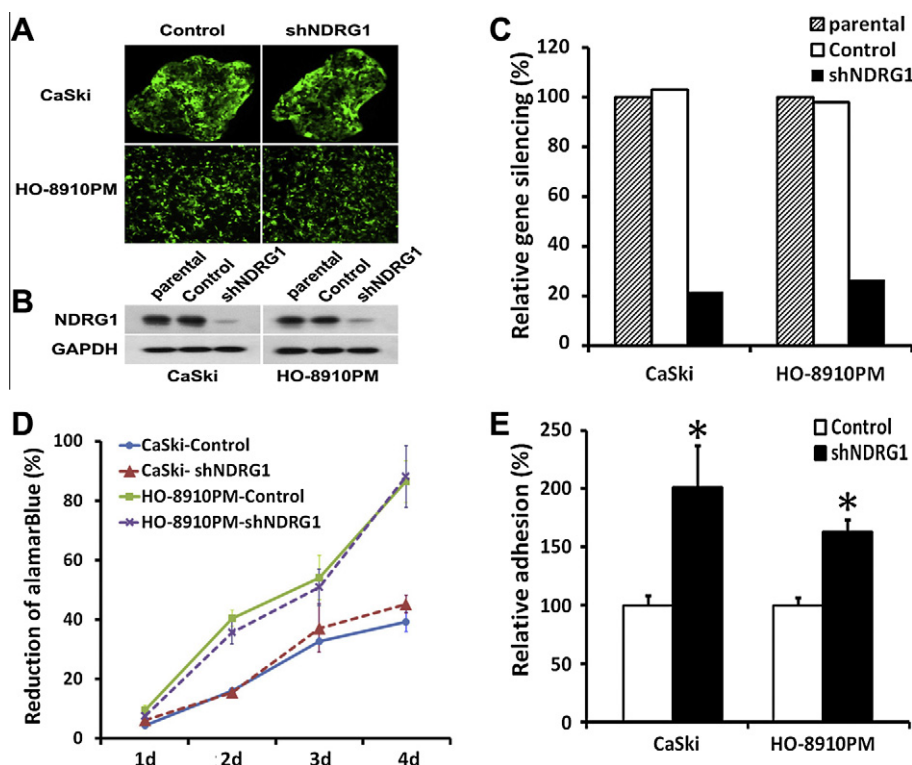 A
Control
shNDRG1
CaSki
HO-8910PM
B
parental
Control
shNDRG1
parental
Control
shNDRG1
NDRG1
GAPDH
CaSki
HO-8910PM
C
parental
Control
shNDRG1
Relative gene silencing (%)
120
100
80
60
40
20
0
CaSki
HO-8910PM
D
CaSki-Control
CaSki- shNDRG1
HO-8910PM-Control
HO-8910PM-shNDRG1
Reduction of alamarBlue (%)
100
80
60
40
20
0
1d
2d
3d
4d
E
Control
shNDRG1
Relative adhesion (%)
250
200
150
100
50
0
*
*
CaSki
HO-8910PM